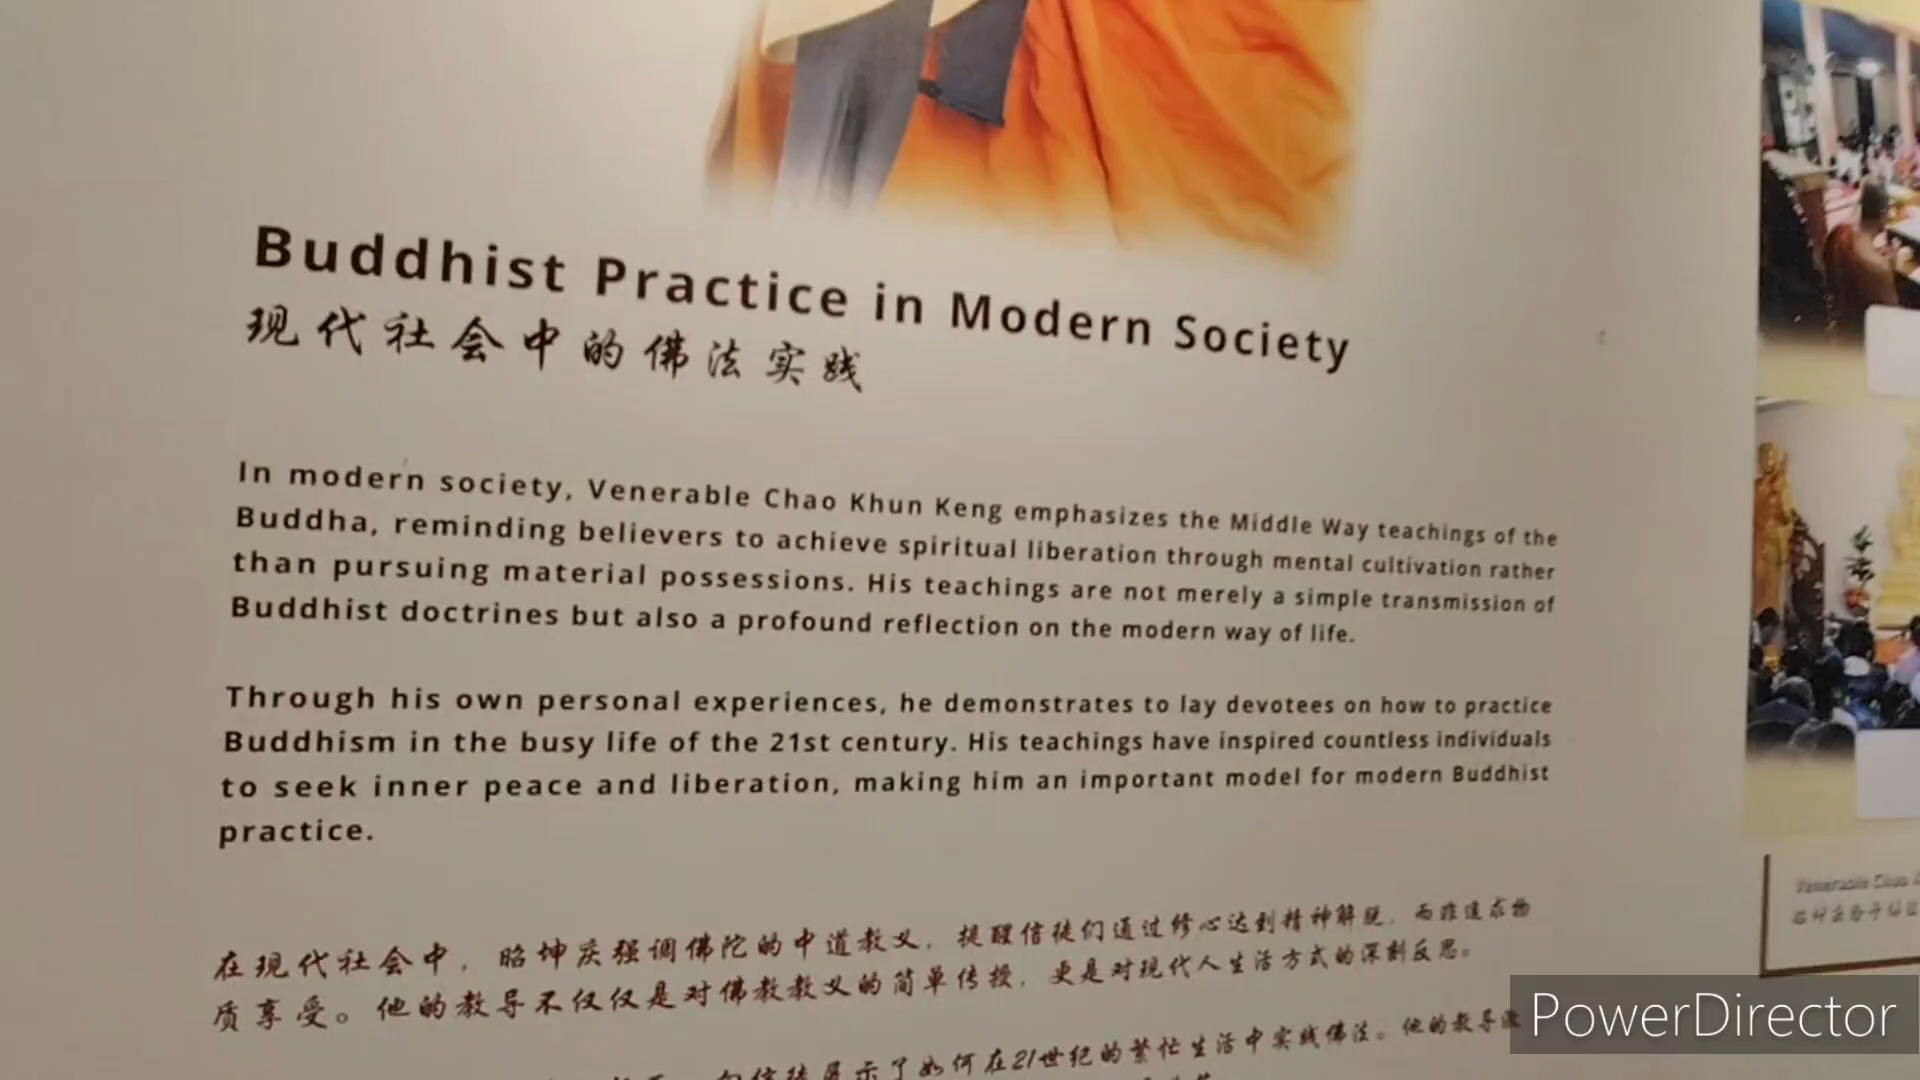 Buddhist Practice in Modern Society
现代社会中的佛法实践
In modern society, Venerable Chao Khun Keng emphasizes the Middle Way teachings of the
Buddha, reminding believers to achieve spiritual liberation through mental cultivation rather
than pursuing material possessions. His teachings are not merely a simple transmission of
Buddhist doctrines but also a profound reflection on the modern way of life.
Through his own personal experiences, he demonstrates to lay devotees on how to practice
Buddhism in the busy life of the 21st century. His teachings have inspired countless individuals
to seek inner peace and liberation, making him an important model for modern Buddhist
practice.
在现代社会中，昭坤庆强调佛陀的中道教义，提醒信徒们通过修心达到精神解脱，而非追求物
质享受。他的教导不仅仅是对佛教教义的简单传授，更是对现代人生活方式的深刻反思。
了如何在21世纪的繁忙生活中实践佛法。他的教导激
Venerable Chao
PowerDirector